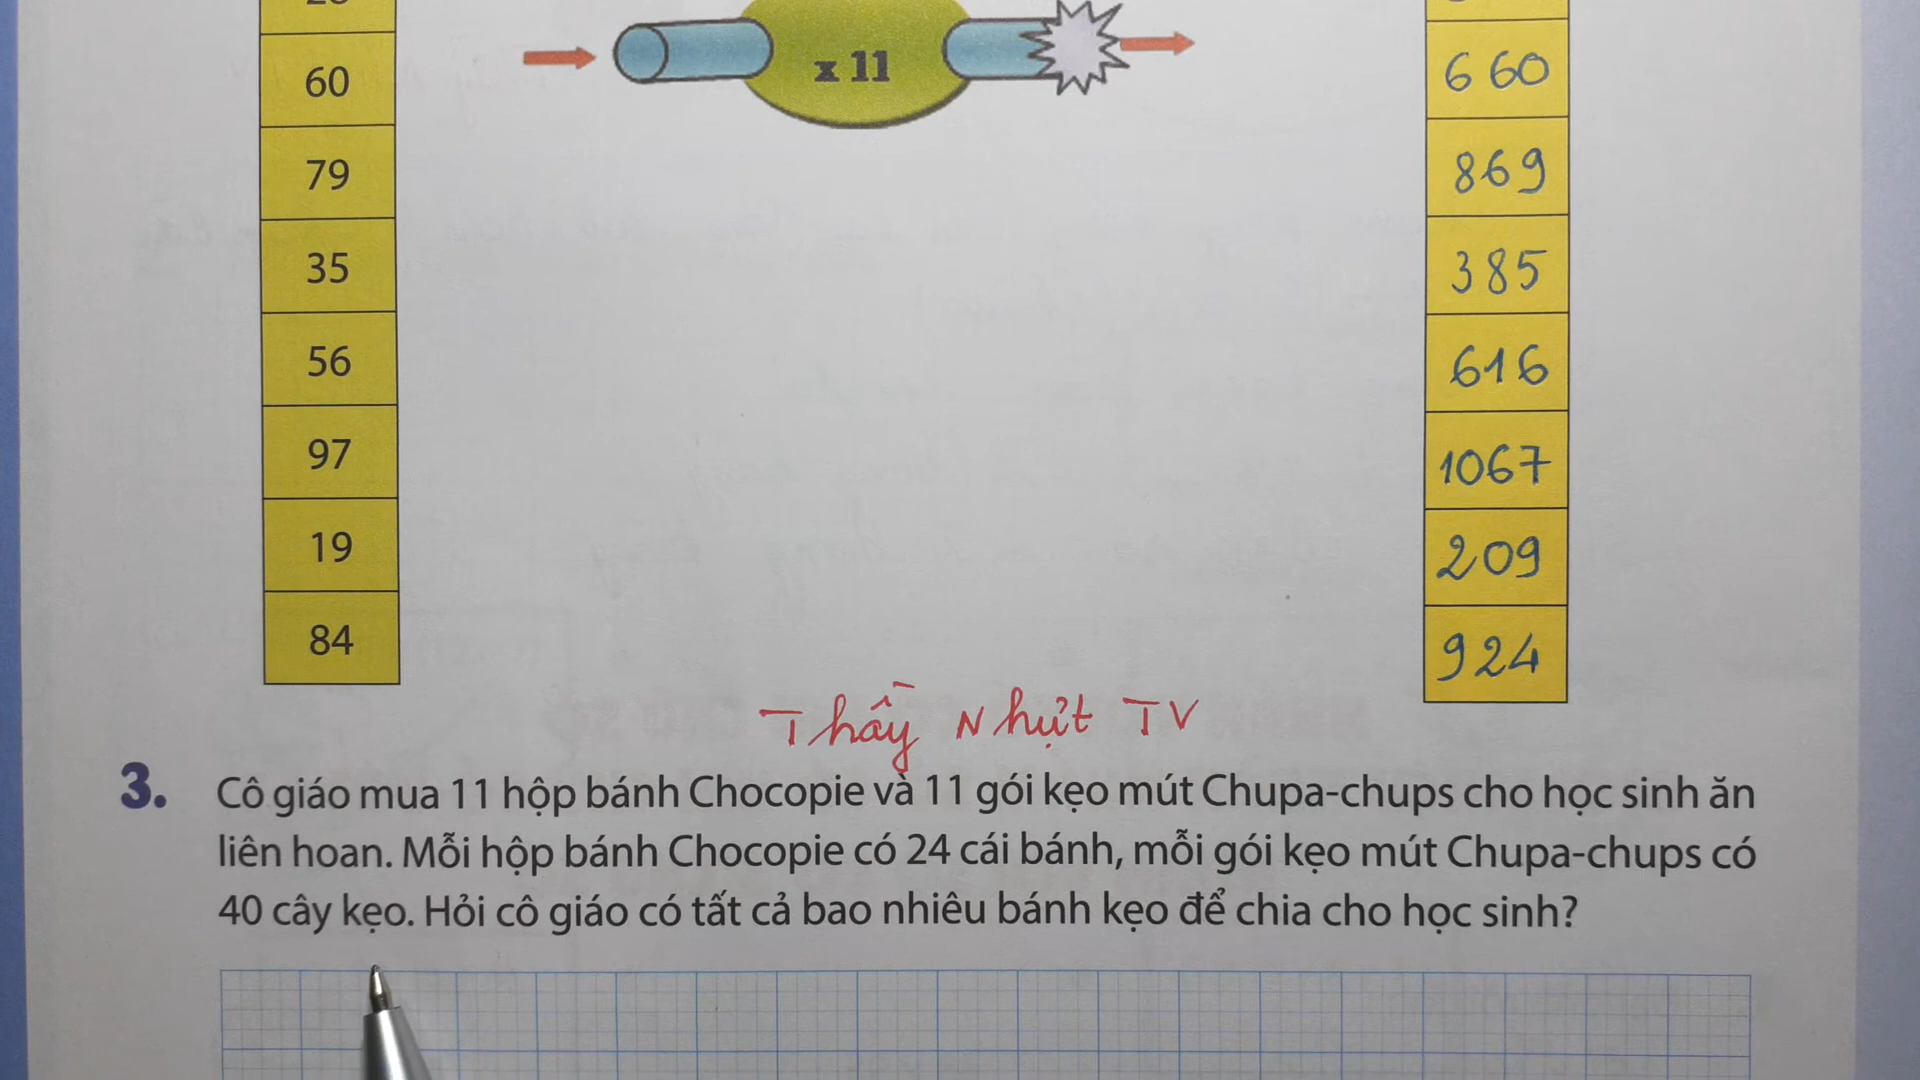 60
x 11
6 60
79
869
35
385
56
616
97
1067
19
209
84
924
Thầy Nhựt TV
3. Cô giáo mua 11 hộp bánh Chocopie và 11 gói kẹo mút Chupa-chups cho học sinh ăn
liên hoan. Mỗi hộp bánh Chocopie có 24 cái bánh, mỗi gói kẹo mút Chupa-chups có
40 cây kẹo. Hỏi cô giáo có tất cả bao nhiêu bánh kẹo để chia cho học sinh?